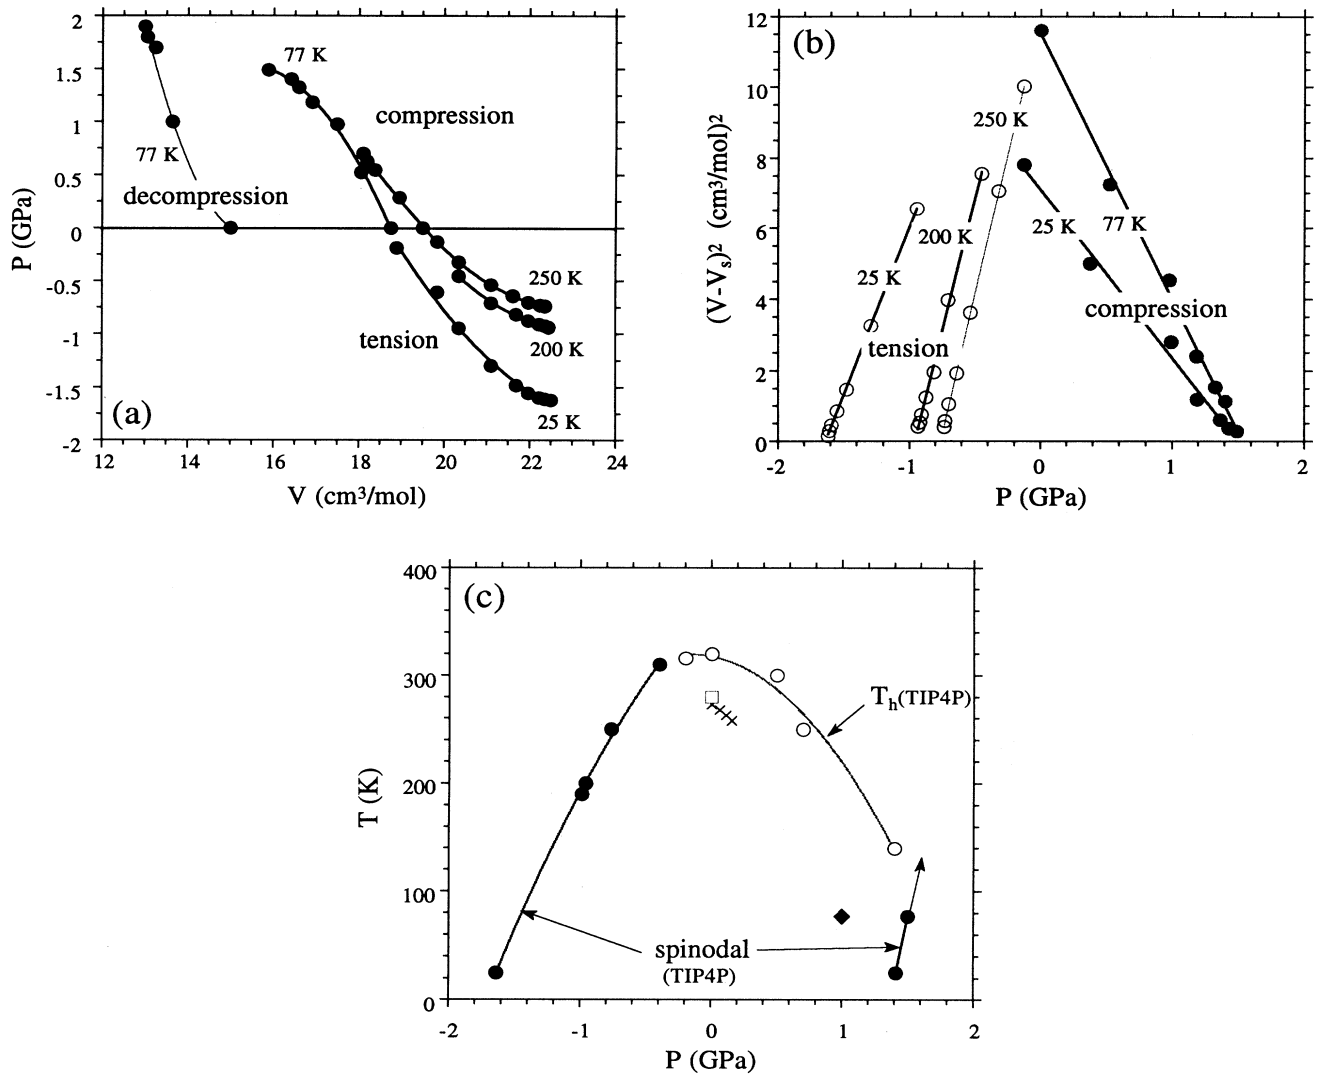 2
1.5
1
0.5
0
-0.5
-1
-1.5
-2
P (GPa)
77 K
compression
77 K
decompression
250 K
tension
200 K
25 K
(a)
12 14 16 18 20 22 24
V (cm³/mol)
12
10
8
6
4
2
0
(V-Vₛ)² (cm³/mol)²
(b)
250 K
200 K
25 K
25 K
77 K
compression
tension
-2 -1 0 1 2
P (GPa)
400
300
200
100
0
T (K)
(c)
Tₕ(TIP4P)
spinodal
(TIP4P)
-2 -1 0 1 2
P (GPa)